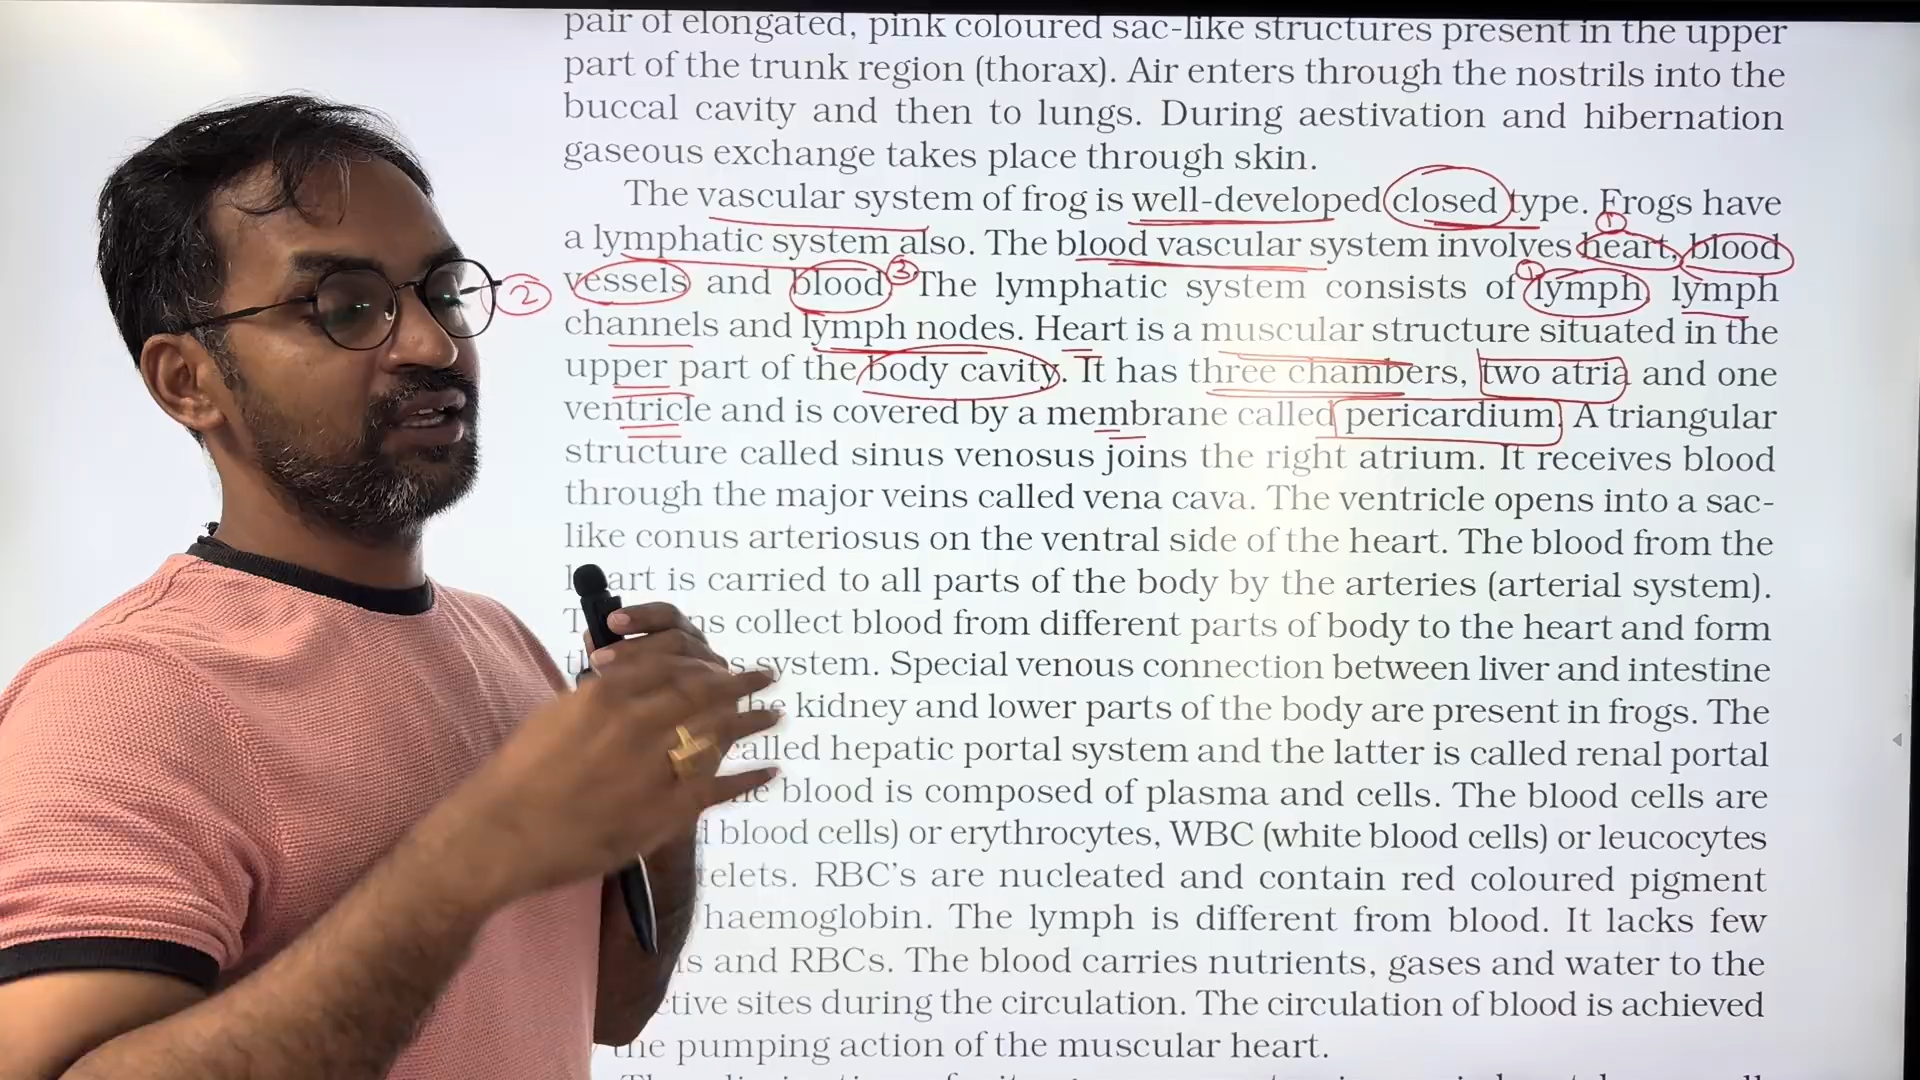 pair of elongated, pink coloured sac-like structures present in the upper
part of the trunk region (thorax). Air enters through the nostrils into the
buccal cavity and then to lungs. During aestivation and hibernation
gaseous exchange takes place through skin.
The vascular system of frog is well-developed closed type. Frogs have
a lymphatic system also. The blood vascular system involves heart, blood
① 
② vessels and blood. ③ The lymphatic system consists of ① lymph, lymph
channels and lymph nodes. Heart is a muscular structure situated in the
upper part of the body cavity. It has three chambers, two atria and one
ventricle and is covered by a membrane called pericardium. A triangular
structure called sinus venosus joins the right atrium. It receives blood
through the major veins called vena cava. The ventricle opens into a sac-
like conus arteriosus on the ventral side of the heart. The blood from the
is carried to all parts of the body by the arteries (arterial system).
collect blood from different parts of body to the heart and form
system. Special venous connection between liver and intestine
kidney and lower parts of the body are present in frogs. The
called hepatic portal system and the latter is called renal portal
blood is composed of plasma and cells. The blood cells are
blood cells) or erythrocytes, WBC (white blood cells) or leucocytes
RBC's are nucleated and contain red coloured pigment
haemoglobin. The lymph is different from blood. It lacks few
and RBCs. The blood carries nutrients, gases and water to the
sites during the circulation. The circulation of blood is achieved
the pumping action of the muscular heart.